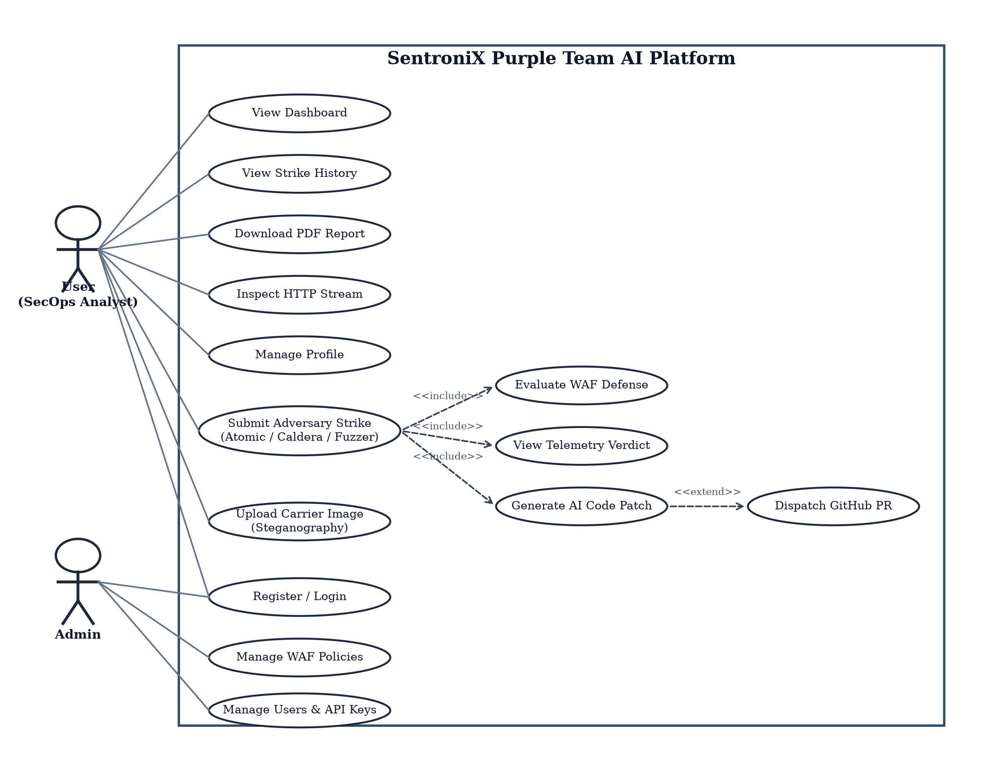 SentroniX Purple Team AI Platform
View Dashboard
View Strike History
Download PDF Report
Inspect HTTP Stream
User
(SecOps Analyst)
Manage Profile
Evaluate WAF Defense
<<include>>
Submit Adversary Strike
(Atomic / Caldera / Fuzzer)
<<include>>
View Telemetry Verdict
<<include>>
Generate AI Code Patch
<<extend>>
Dispatch GitHub PR
Upload Carrier Image
(Steganography)
Register / Login
Admin
Manage WAF Policies
Manage Users & API Keys